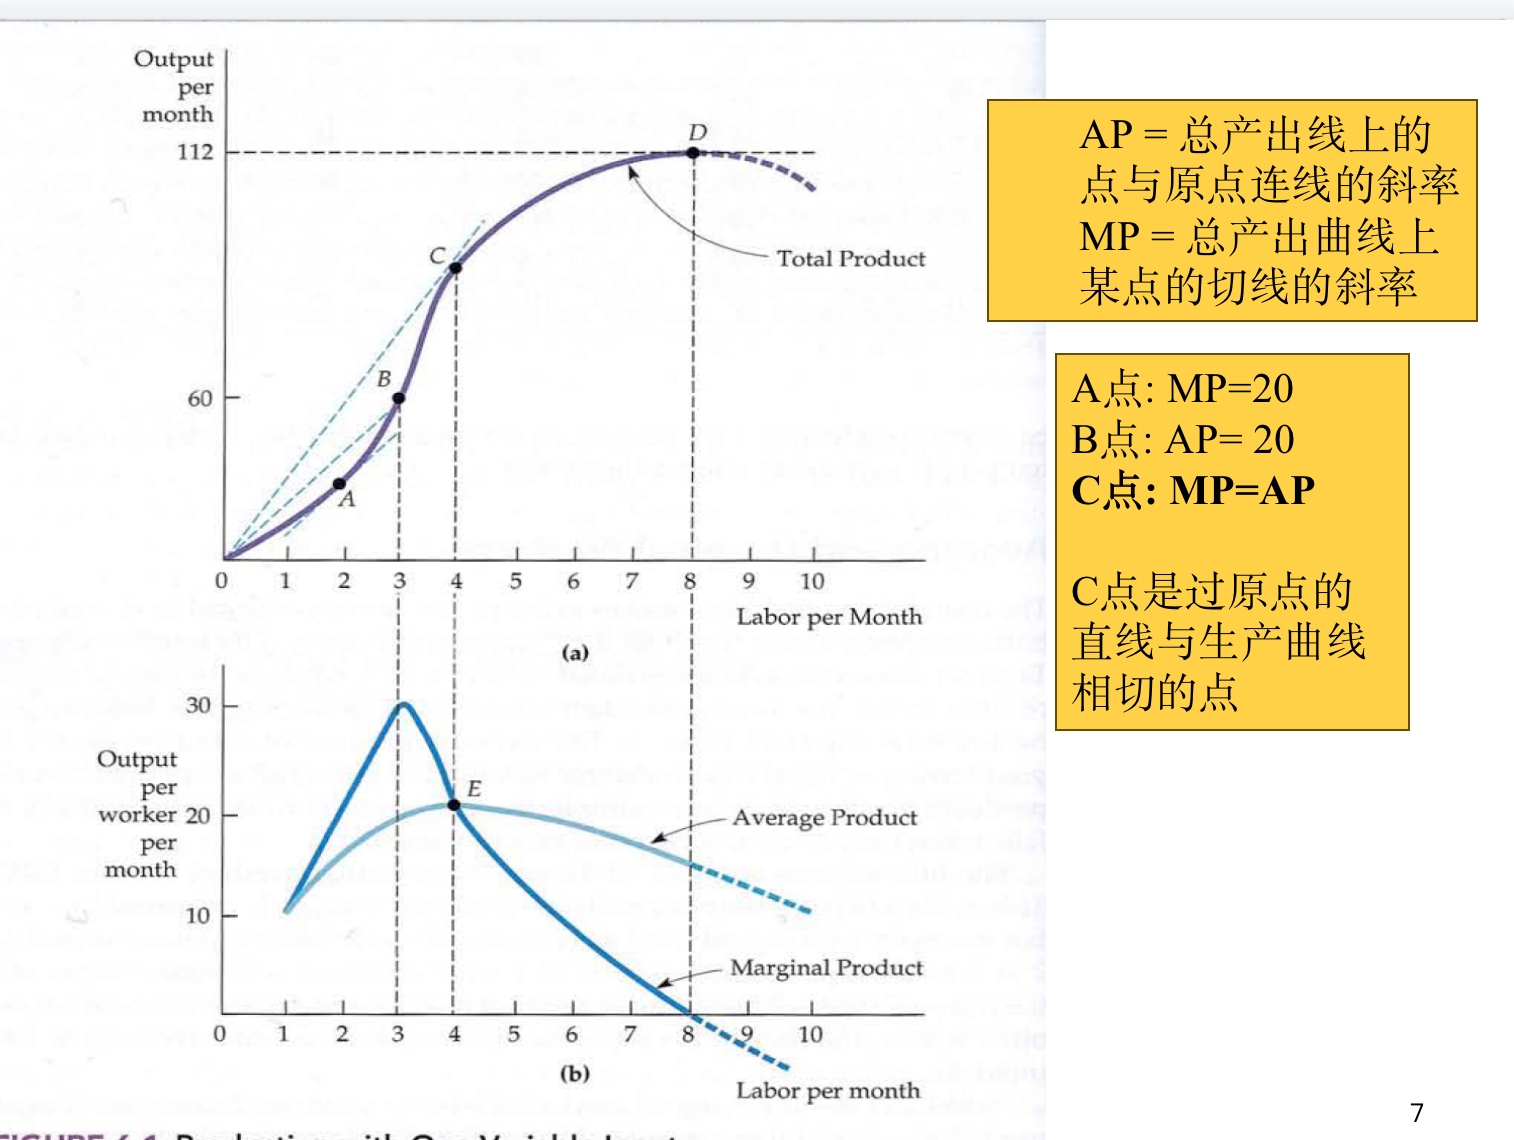 Output
per
month
112
D
C
Total Product
B
60
A
0 1 2 3 4 5 6 7 8 9 10
Labor per Month
(a)
30
Output
per
worker
per
month
20
10
E
Average Product
Marginal Product
0 1 2 3 4 5 6 7 8 9 10
(b)
Labor per month
AP = 总产出线上的
点与原点连线的斜率
MP = 总产出曲线上
某点的切线的斜率
A点: MP=20
B点: AP= 20
C点: MP=AP
C点是过原点的
直线与生产曲线
相切的点
7